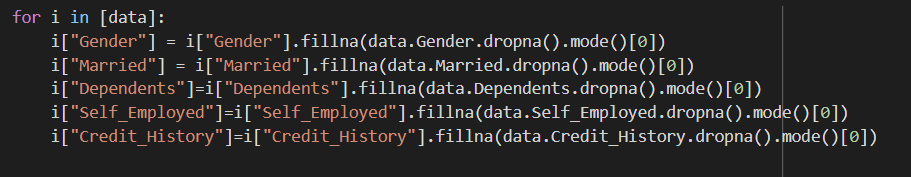 for i in [data]:
    i["Gender"] = i["Gender"].fillna(data.Gender.dropna().mode()[0])
    i["Married"] = i["Married"].fillna(data.Married.dropna().mode()[0])
    i["Dependents"]=i["Dependents"].fillna(data.Dependents.dropna().mode()[0])
    i["Self_Employed"]=i["Self_Employed"].fillna(data.Self_Employed.dropna().mode()[0])
    i["Credit_History"]=i["Credit_History"].fillna(data.Credit_History.dropna().mode()[0])